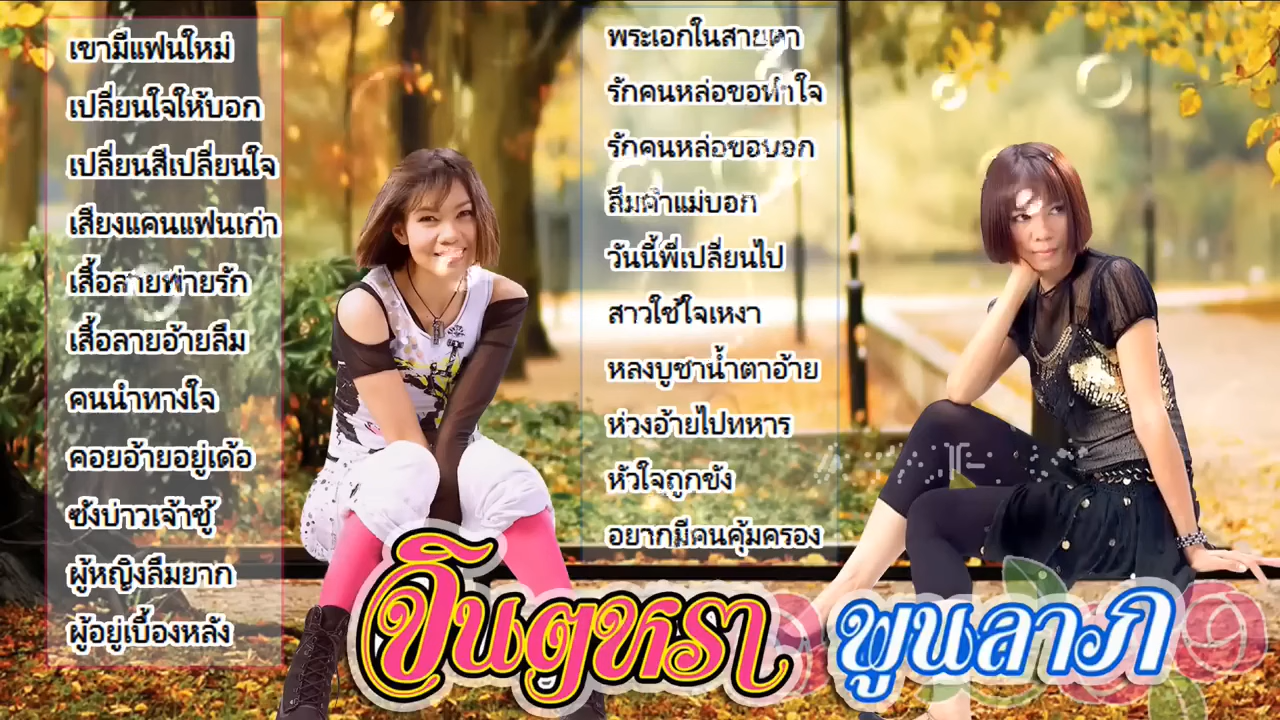 เขามีแฟนใหม่
เปลี่ยนใจให้บอก
เปลี่ยนสีเปลี่ยนใจ
เสียงแคนแฟนเก่า
เสื้อลายพ่ายรัก
เสื้อลายอ้ายลืม
คนนำทางใจ
คอยอ้ายอยู่เด้อ
ซังบ่าวเจ้าชู้
ผู้หญิงลืมยาก
ผู้อยู่เบื้องหลัง
พระเอกในสายตา
รักคนหล่อขอทำใจ
รักคนหล่อขอบอก
ลืมคำแม่บอก
วันนี้พี่เปลี่ยนไป
สาวใช้ใจเหงา
หลงบูชาน้ำตาอ้าย
ห่วงอ้ายไปทหาร
หัวใจถูกขัง
อยากมีคนคุ้มครอง
จินตหรา พูนลาภ